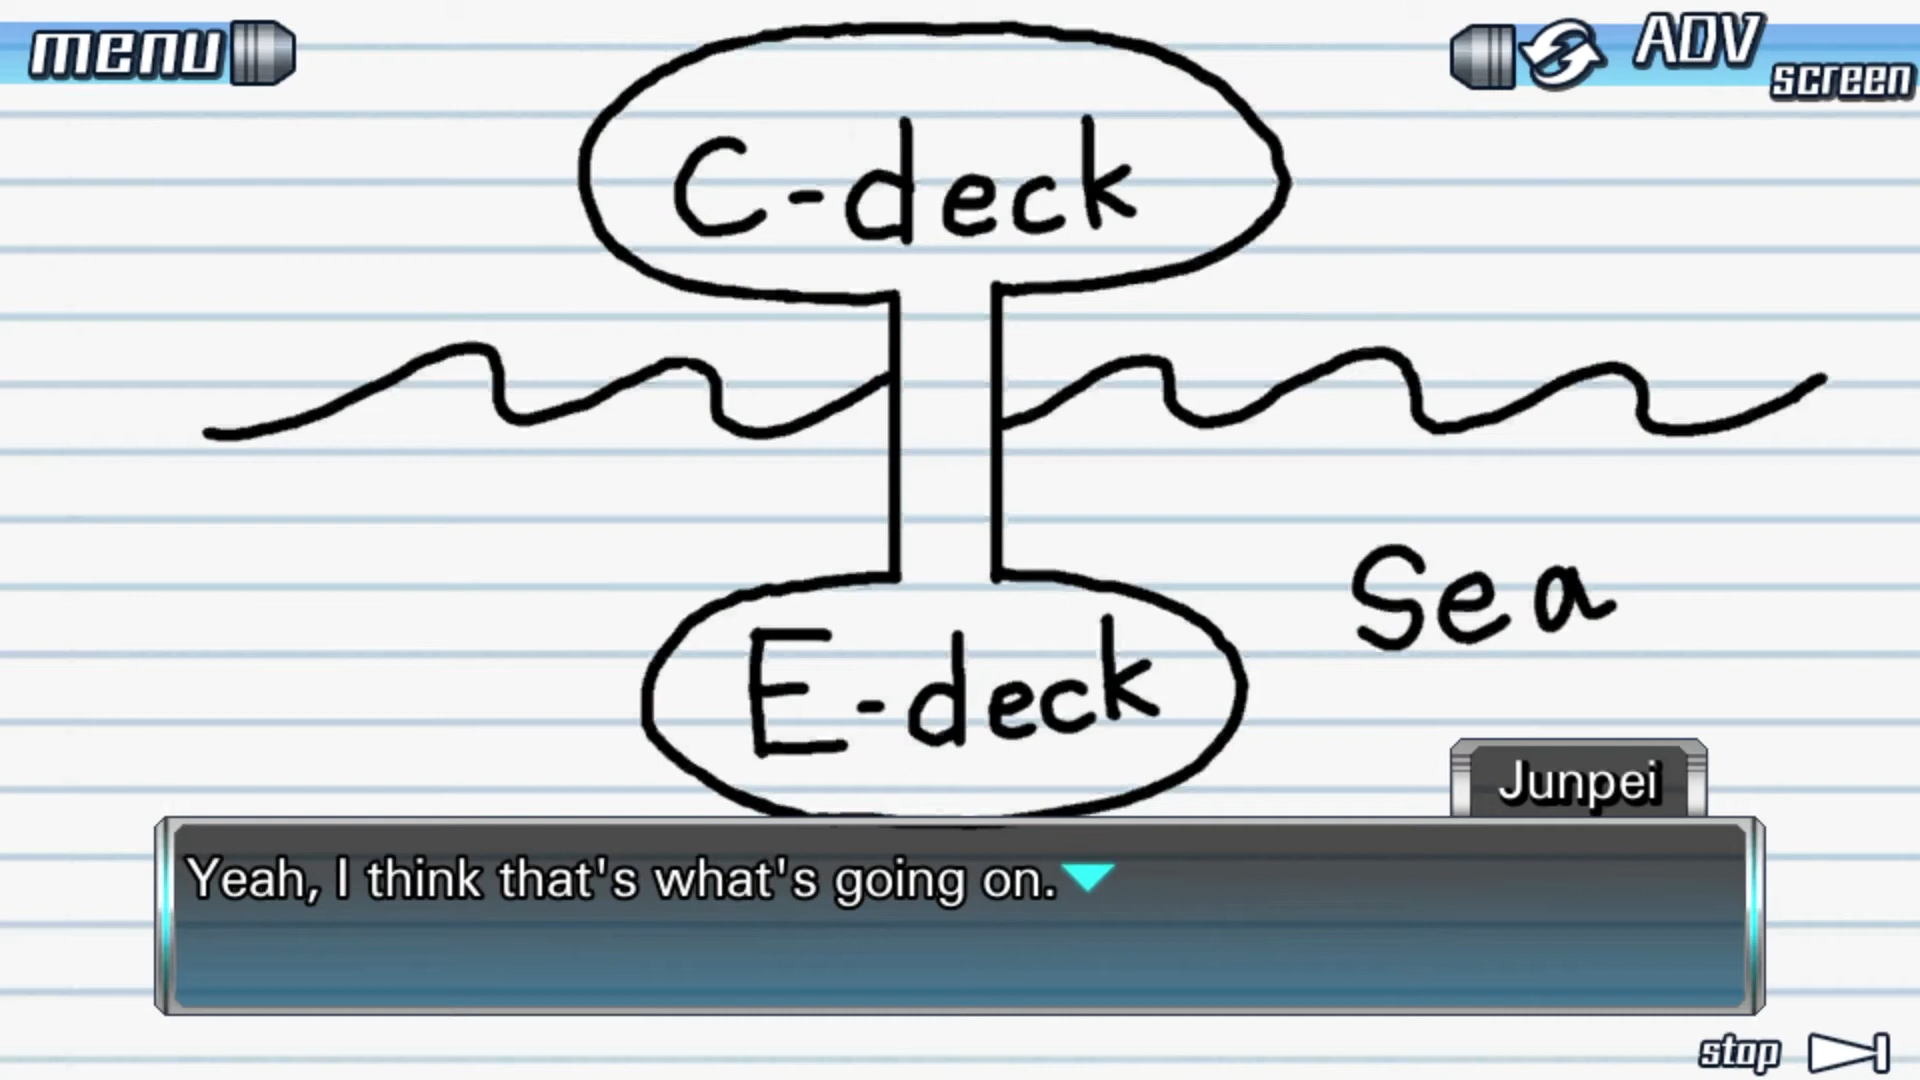 menu
ADV
screen
C-deck
Sea
E-deck
Junpei
Yeah, I think that's what's going on.
stop